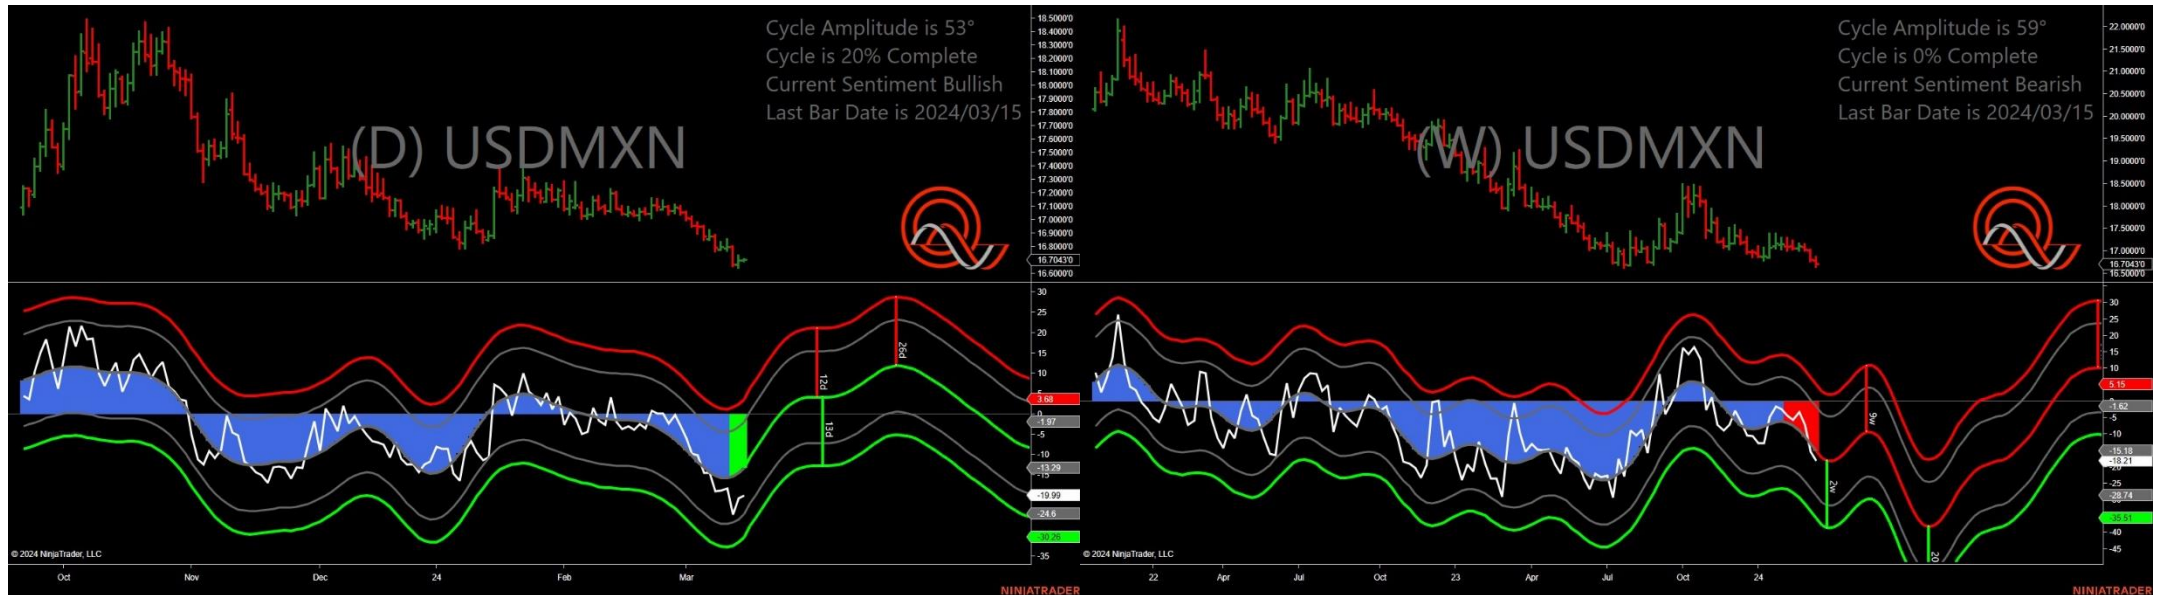 Cycle Amplitude is 53°
Cycle is 20% Complete
Current Sentiment Bullish
Last Bar Date is 2024/03/15
(D) USDMXN
18.5000'0
18.4000'0
18.3000'0
18.2000'0
18.1000'0
18.0000'0
17.9000'0
17.8000'0
17.7000'0
17.6000'0
17.5000'0
17.4000'0
17.3000'0
17.2000'0
17.1000'0
17.0000'0
16.9000'0
16.8000'0
16.7043'0
16.6000'0
30
25
20
15
10
5
3.68
0
-1.97
-5
-10
-13.29
-15
-19.99
-24.6
-30.26
-35
12d
13d
26d
© 2024 NinjaTrader, LLC
Oct
Nov
Dec
24
Feb
Mar
NINJATRADER
Cycle Amplitude is 59°
Cycle is 0% Complete
Current Sentiment Bearish
Last Bar Date is 2024/03/15
(W) USDMXN
22.0000'0
21.5000'0
21.0000'0
20.5000'0
20.0000'0
19.5000'0
19.0000'0
18.5000'0
18.0000'0
17.5000'0
17.0000'0
16.7043'0
16.5000'0
30
25
20
15
10
5.15
-1.62
-5
-10
-15.18
-18.21
-25
-28.74
-35.51
-40
-45
2w
9w
20
© 2024 NinjaTrader, LLC
22
Apr
Jul
Oct
23
Apr
Jul
Oct
24
NINJATRADER